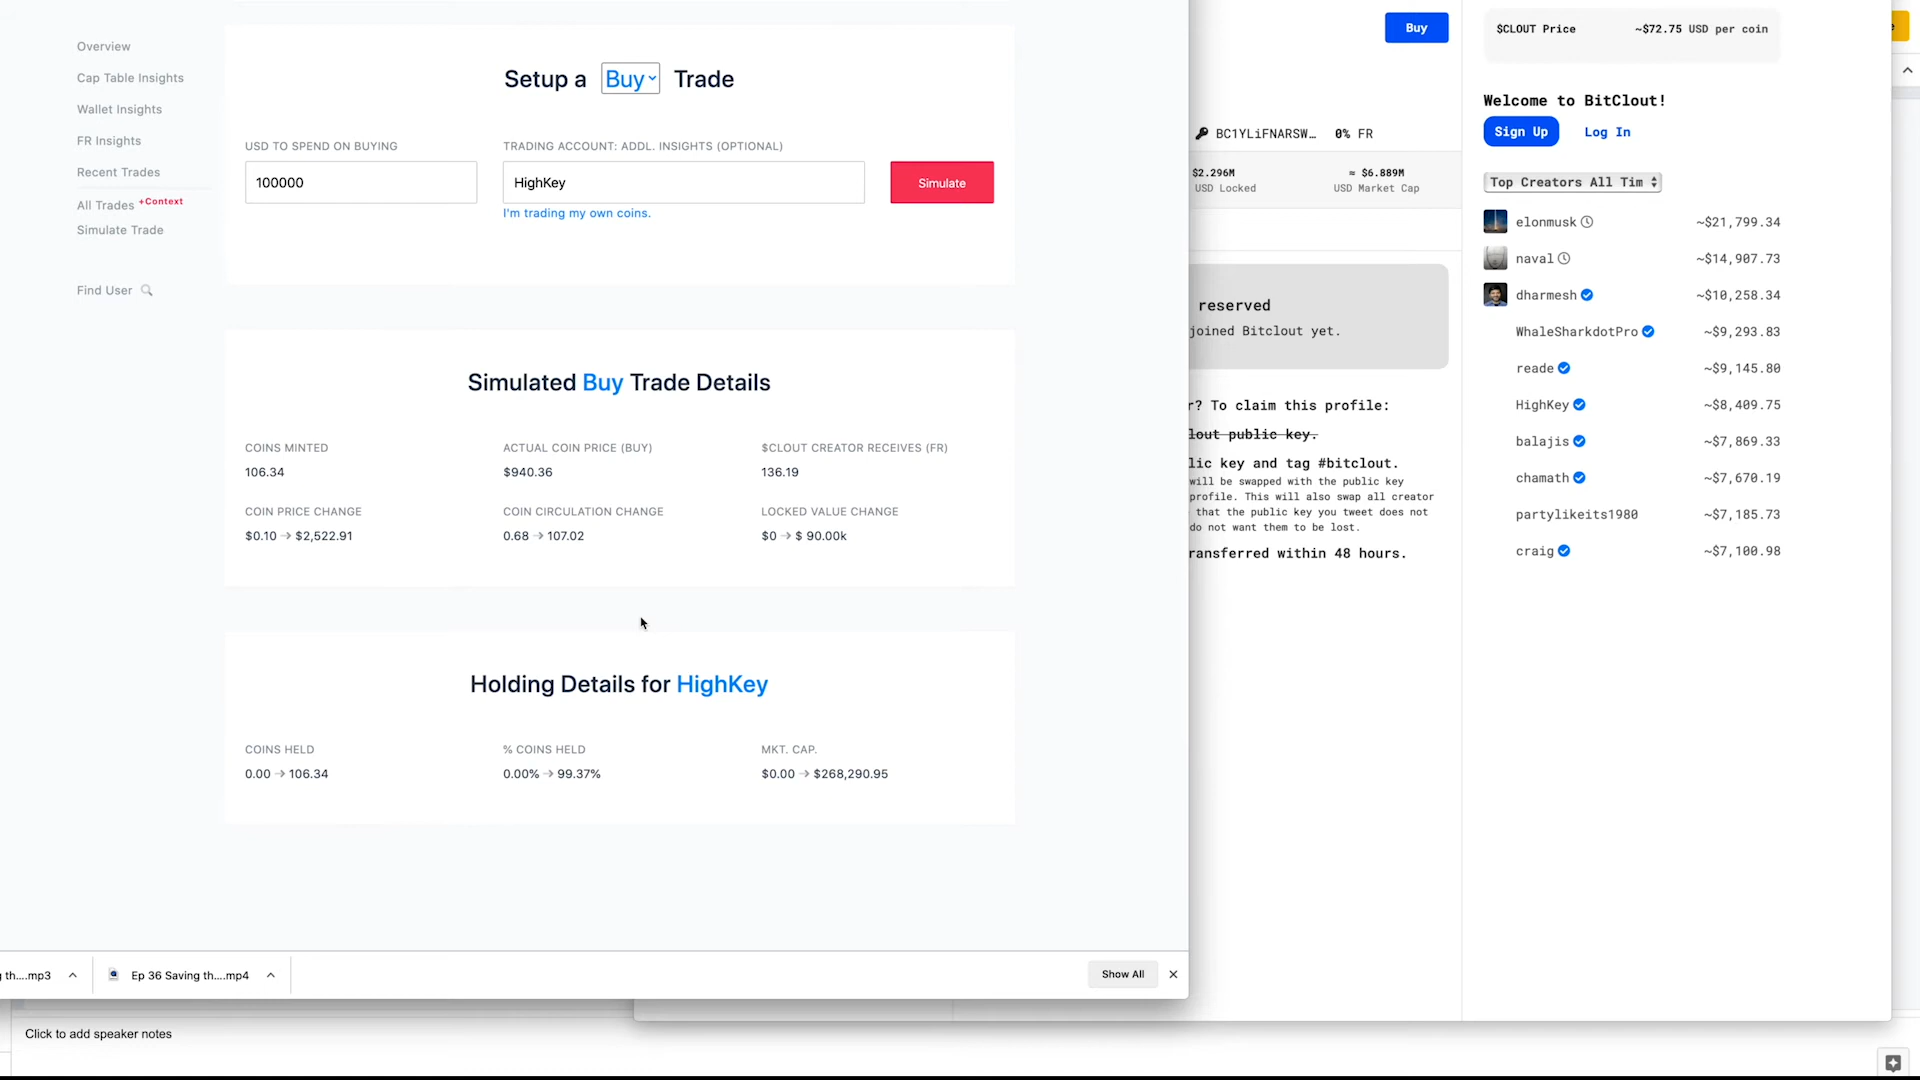 Overview
Cap Table Insights
Wallet Insights
FR Insights
Recent Trades
All Trades +Context
Simulate Trade
Find User
Setup a Buy Trade
USD TO SPEND ON BUYING
TRADING ACCOUNT: ADDL. INSIGHTS (OPTIONAL)
100000
HighKey
Simulate
I'm trading my own coins.
Simulated Buy Trade Details
COINS MINTED
ACTUAL COIN PRICE (BUY)
$CLOUT CREATOR RECEIVES (FR)
106.34
$940.36
136.19
COIN PRICE CHANGE
COIN CIRCULATION CHANGE
LOCKED VALUE CHANGE
$0.10 → $2,522.91
0.68 → 107.02
$0 → $ 90.00k
Holding Details for HighKey
COINS HELD
% COINS HELD
MKT. CAP.
0.00 → 106.34
0.00% → 99.37%
$0.00 → $268,290.95
th....mp3
Ep 36 Saving th....mp4
Show All
Click to add speaker notes
Buy
BC1YLiFNARSW… 0% FR
$2.296M
≈ $6.889M
USD Locked
USD Market Cap
reserved
joined Bitclout yet.
r? To claim this profile:
lout public key.
lic key and tag #bitclout.
will be swapped with the public key
profile. This will also swap all creator
that the public key you tweet does not
do not want them to be lost.
ransferred within 48 hours.
$CLOUT Price
~$72.75 USD per coin
Welcome to BitClout!
Sign Up
Log In
Top Creators All Tim
elonmusk ~$21,799.34
naval ~$14,907.73
dharmesh ~$10,258.34
WhaleSharkdotPro ~$9,293.83
reade ~$9,145.80
HighKey ~$8,409.75
balajis ~$7,869.33
chamath ~$7,670.19
partylikeits1980 ~$7,185.73
craig ~$7,100.98